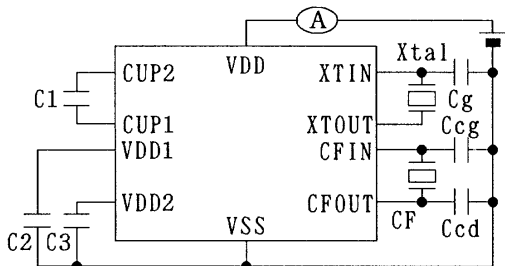 A
VDD
Xtal
CUP2
XTIN
C1
Cg
CUP1
XTOUT
Ccg
VDD1
CFIN
VDD2
CFOUT
C2
C3
VSS
CF
Ccd